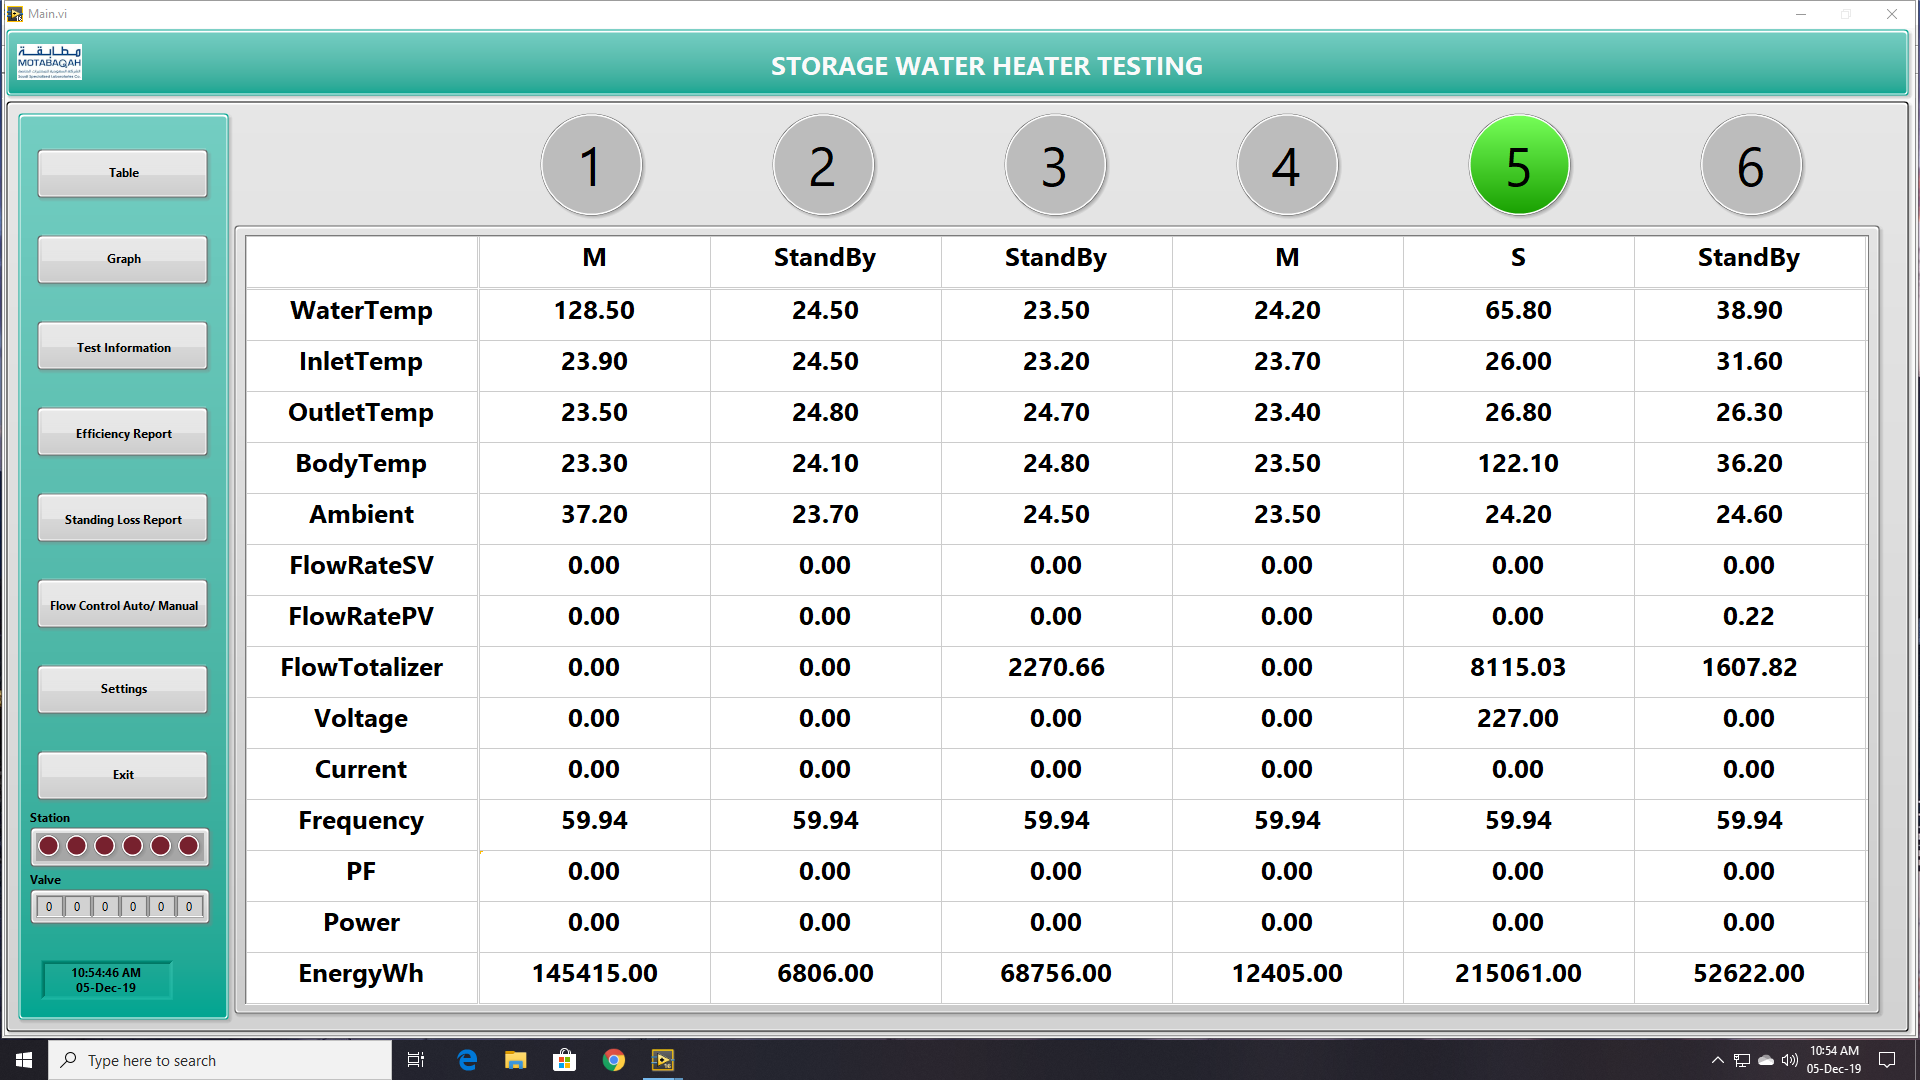 Main.vi
مطابقة
MOTABAQAH
STORAGE WATER HEATER TESTING
Table
Graph
Test Information
Efficiency Report
Standing Loss Report
Flow Control Auto/ Manual
Settings
Exit
Station
Valve
0 0 0 0 0 0
10:54:46 AM
05-Dec-19
1 2 3 4 5 6
M StandBy StandBy M S StandBy
WaterTemp 128.50 24.50 23.50 24.20 65.80 38.90
InletTemp 23.90 24.50 23.20 23.70 26.00 31.60
OutletTemp 23.50 24.80 24.70 23.40 26.80 26.30
BodyTemp 23.30 24.10 24.80 23.50 122.10 36.20
Ambient 37.20 23.70 24.50 23.50 24.20 24.60
FlowRateSV 0.00 0.00 0.00 0.00 0.00 0.00
FlowRatePV 0.00 0.00 0.00 0.00 0.00 0.22
FlowTotalizer 0.00 0.00 2270.66 0.00 8115.03 1607.82
Voltage 0.00 0.00 0.00 0.00 227.00 0.00
Current 0.00 0.00 0.00 0.00 0.00 0.00
Frequency 59.94 59.94 59.94 59.94 59.94 59.94
PF 0.00 0.00 0.00 0.00 0.00 0.00
Power 0.00 0.00 0.00 0.00 0.00 0.00
EnergyWh 145415.00 6806.00 68756.00 12405.00 215061.00 52622.00
Type here to search
10:54 AM
05-Dec-19